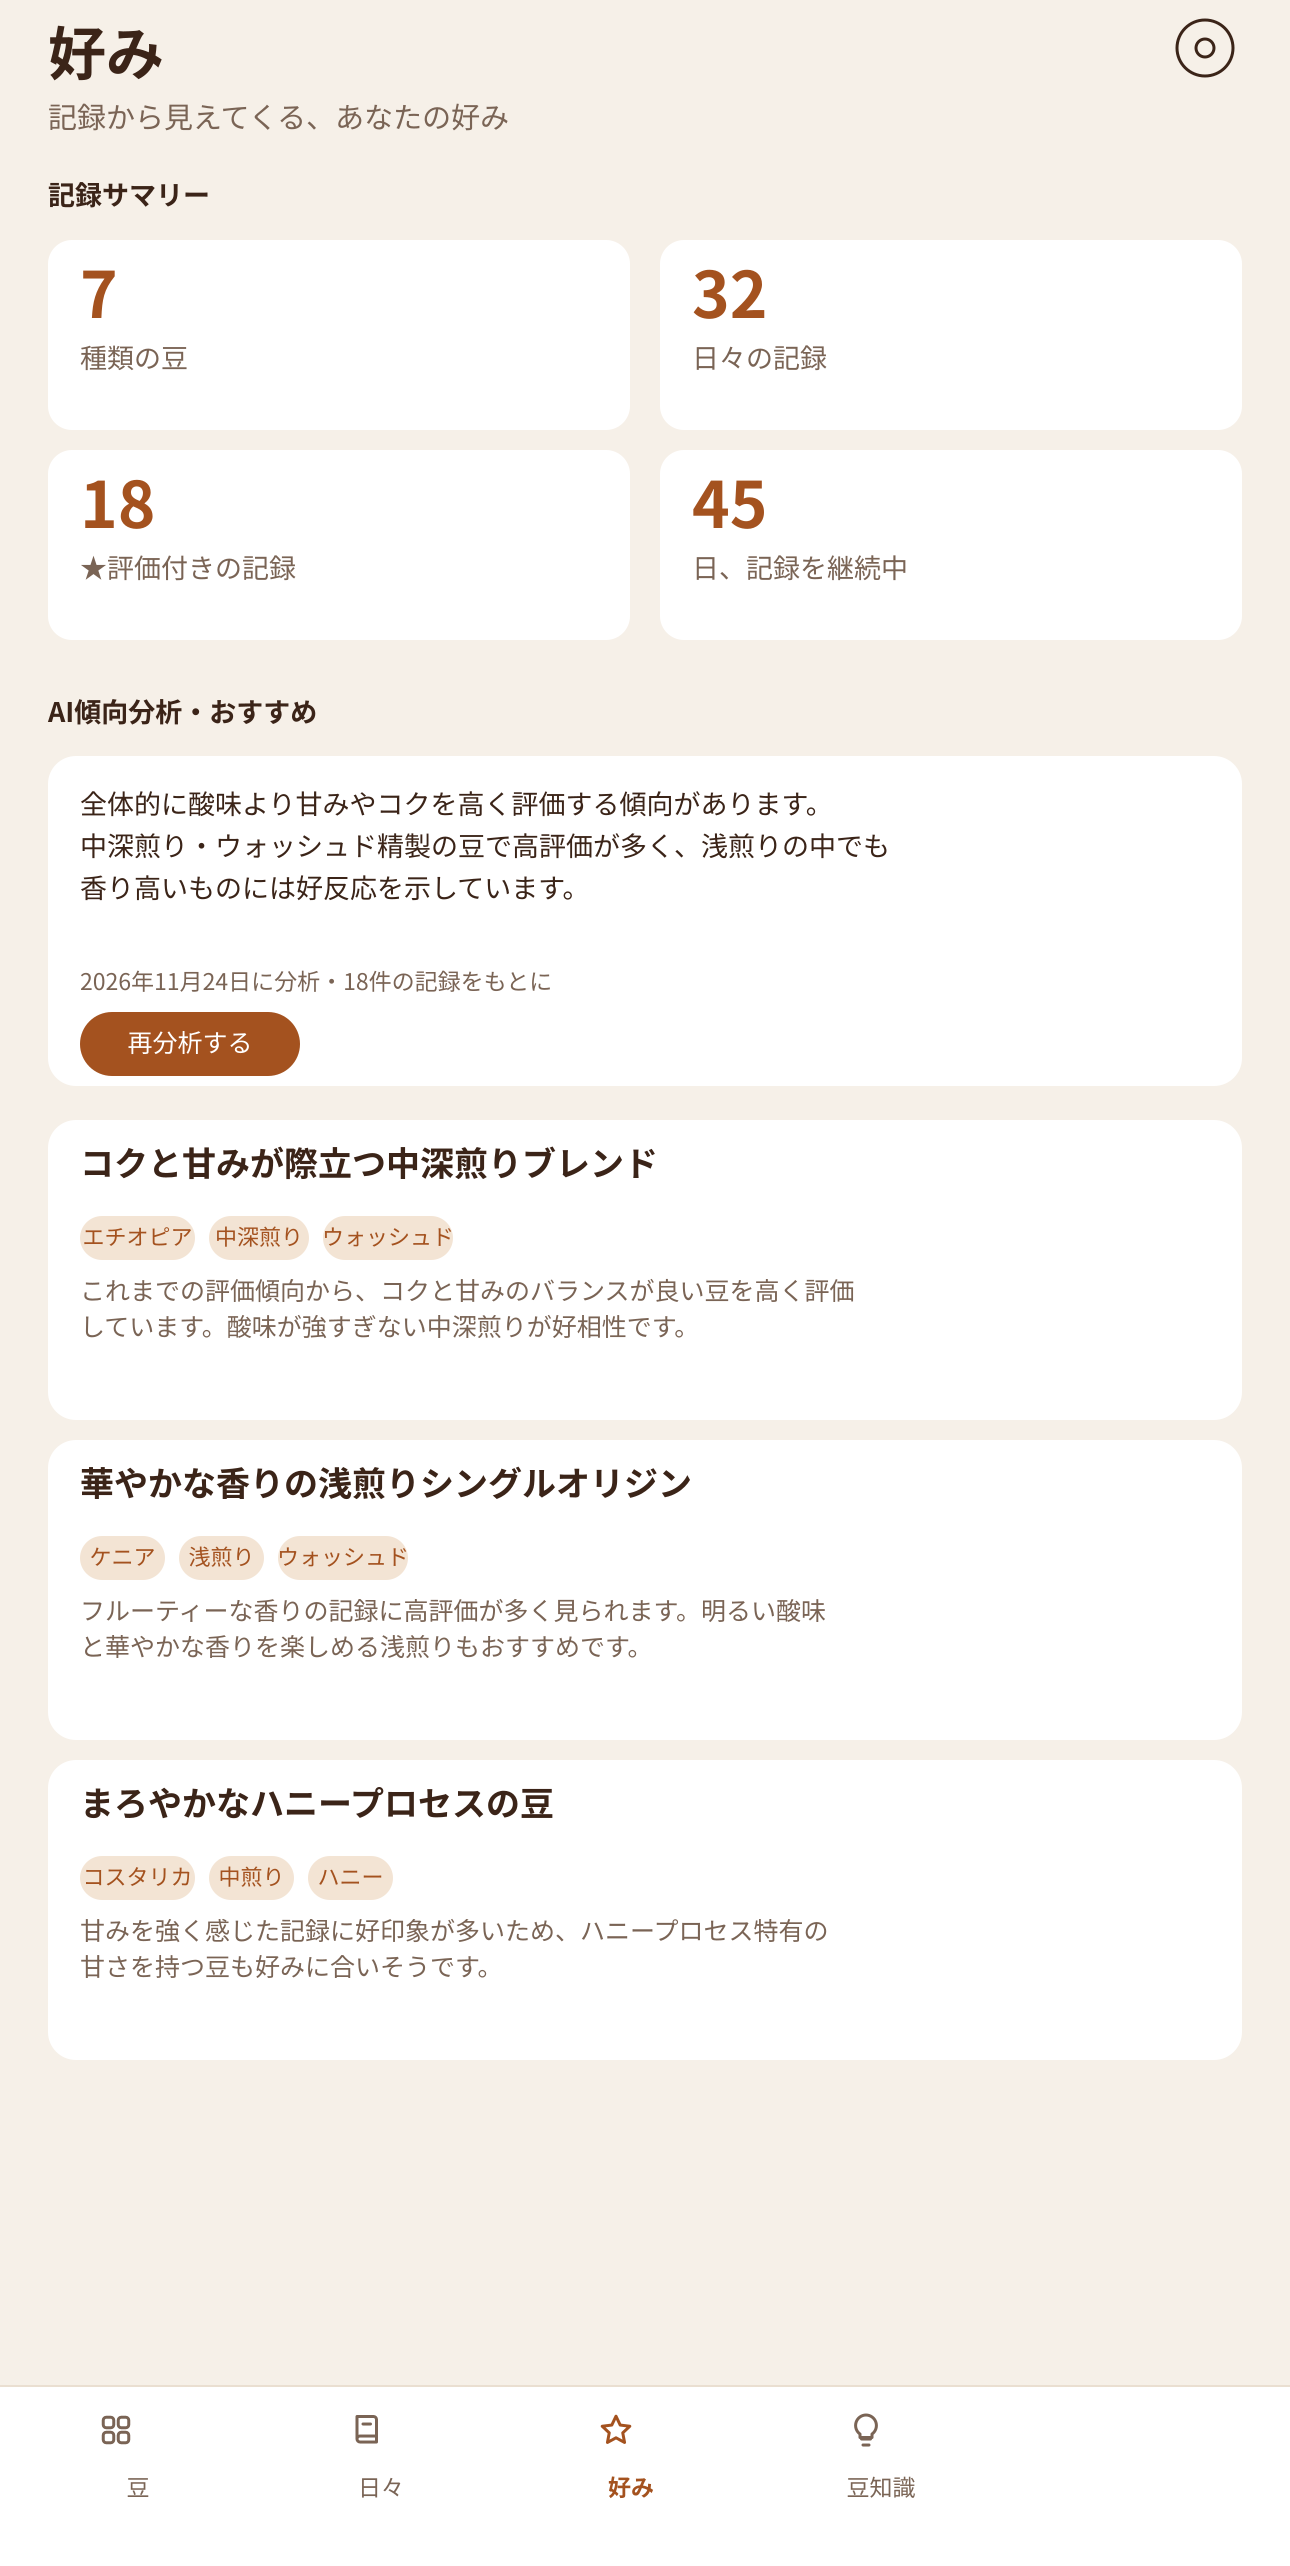 好み
記録から見えてくる、あなたの好み
記録サマリー
7
種類の豆
32
日々の記録
18
★評価付きの記録
45
日、記録を継続中
AI傾向分析・おすすめ
全体的に酸味より甘みやコクを高く評価する傾向があります。
中深煎り・ウォッシュド精製の豆で高評価が多く、浅煎りの中でも
香り高いものには好反応を示しています。
2026年11月24日に分析・18件の記録をもとに
再分析する
コクと甘みが際立つ中深煎りブレンド
エチオピア 中深煎り ウォッシュド
これまでの評価傾向から、コクと甘みのバランスが良い豆を高く評価
しています。酸味が強すぎない中深煎りが好相性です。
華やかな香りの浅煎りシングルオリジン
ケニア 浅煎り ウォッシュド
フルーティーな香りの記録に高評価が多く見られます。明るい酸味
と華やかな香りを楽しめる浅煎りもおすすめです。
まろやかなハニープロセスの豆
コスタリカ 中煎り ハニー
甘みを強く感じた記録に好印象が多いため、ハニープロセス特有の
甘さを持つ豆も好みに合いそうです。
豆 日々 好み 豆知識